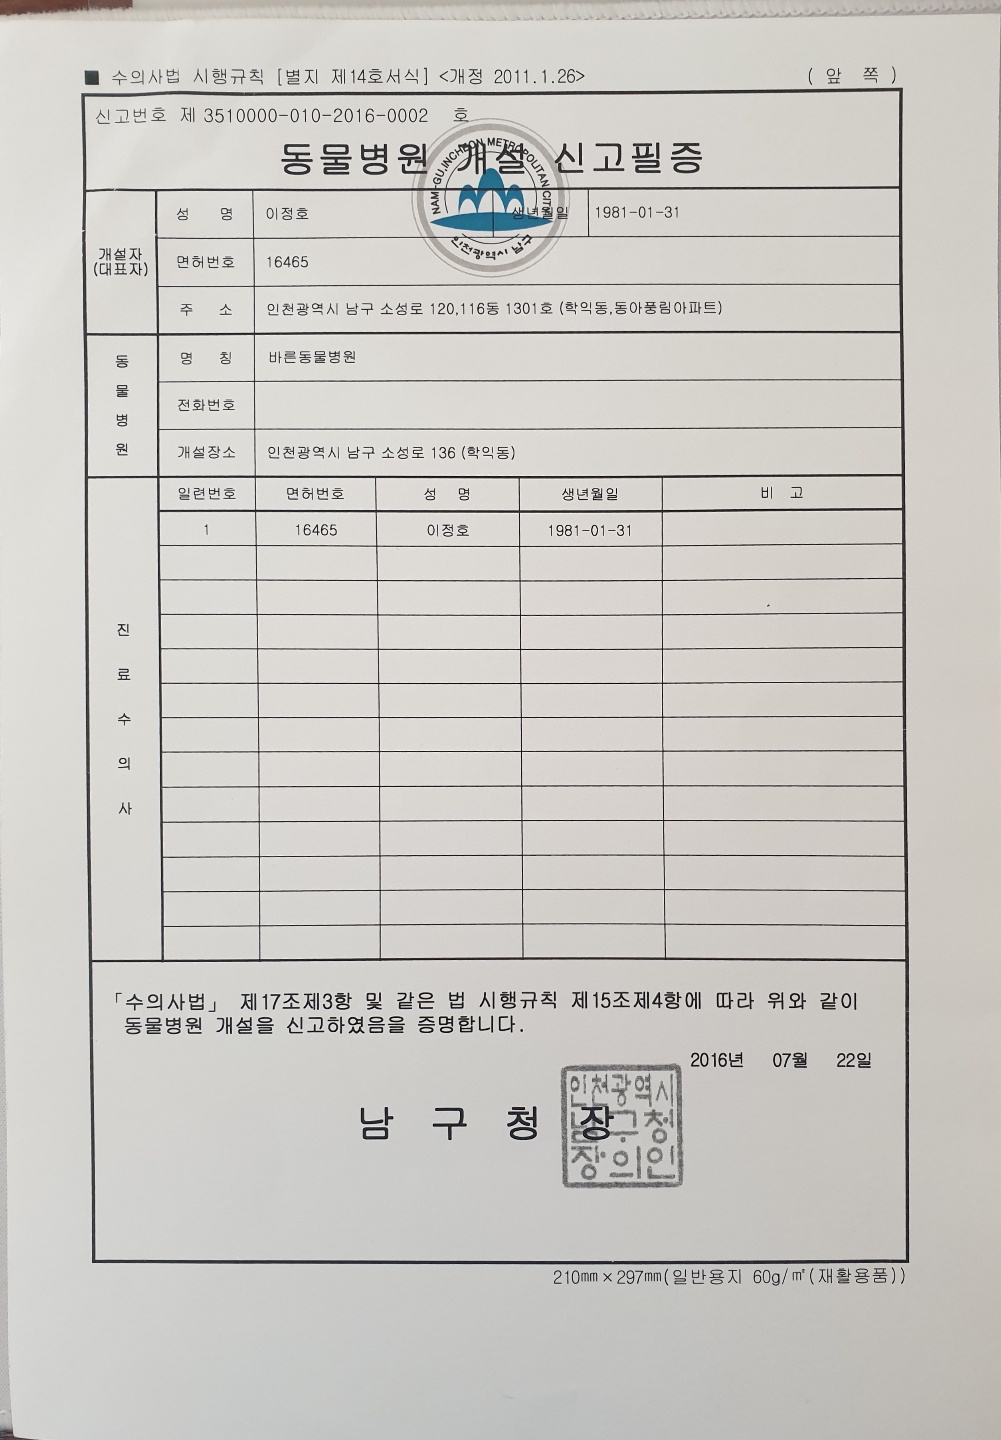 ■ 수의사법 시행규칙 [별지 제14호서식] <개정 2011.1.26> ( 앞 쪽 )
신고번호 제 3510000-010-2016-0002 호
동물병원 개설 신고필증
NAM-GU.INCHEON METROPOLITAN CITY
인천광역시 남구
개설자
(대표자)
성 명 이정호 생년월일 1981-01-31
면허번호 16465
주 소 인천광역시 남구 소성로 120,116동 1301호 (학익동,동아풍림아파트)
동물병원
명 칭 바른동물병원
전화번호
개설장소 인천광역시 남구 소성로 136 (학익동)
진료수의사
일련번호 면허번호 성 명 생년월일 비 고
1 16465 이정호 1981-01-31
「수의사법」 제17조제3항 및 같은 법 시행규칙 제15조제4항에 따라 위와 같이
동물병원 개설을 신고하였음을 증명합니다.
2016년 07월 22일
남 구 청 장
인천광역시
남구청
장의인
210㎜×297㎜(일반용지 60g/㎡(재활용품))